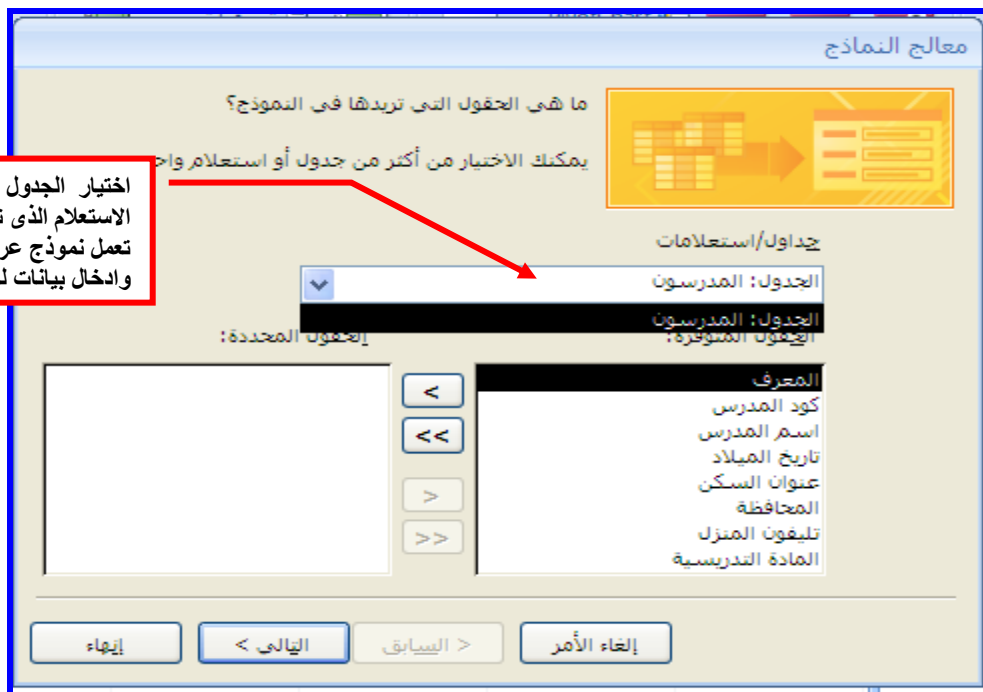 معالج النماذج
ما هي الحقول التي تريدها في النموذج؟
يمكنك الاختيار من أكثر من جدول أو استعلام
اختيار الجدول
الاستعلام الذى
تعمل نموذج
وادخال بيانات
جداول/استعلامات
الجدول: المدرسون
الجدول: المدرسون
الحقول المتوفرة:
الحقول المحددة:
المعرف
كود المدرس
اسم المدرس
تاريخ الميلاد
عنوان السكن
المحافظة
تليفون المنزل
المادة التدريسية
>
>>
<
<<
إلغاء الأمر
< السابق
التالي >
إنهاء